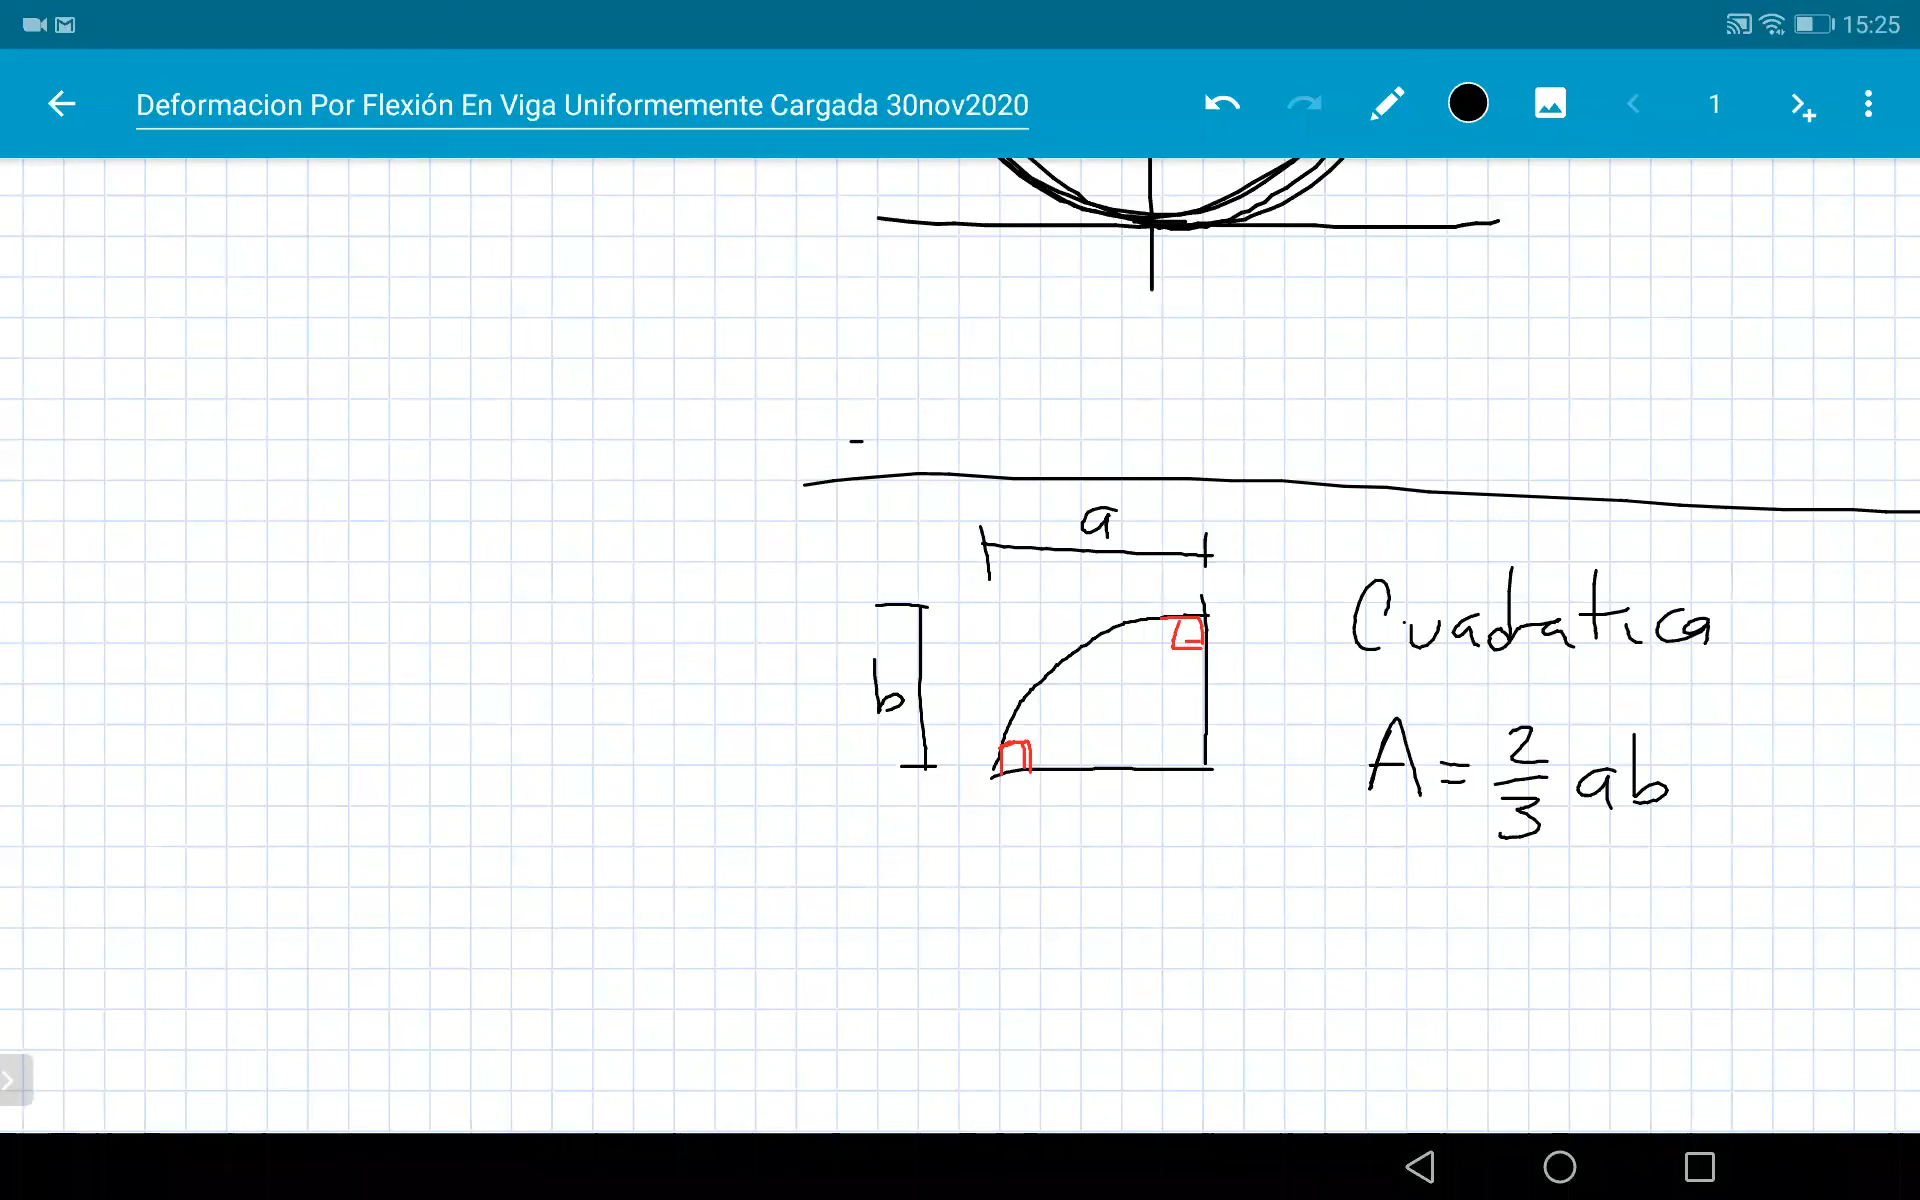 15:25
Deformacion Por Flexión En Viga Uniformemente Cargada 30nov2020
1
a
b
Cuadratica
A = 2/3 ab